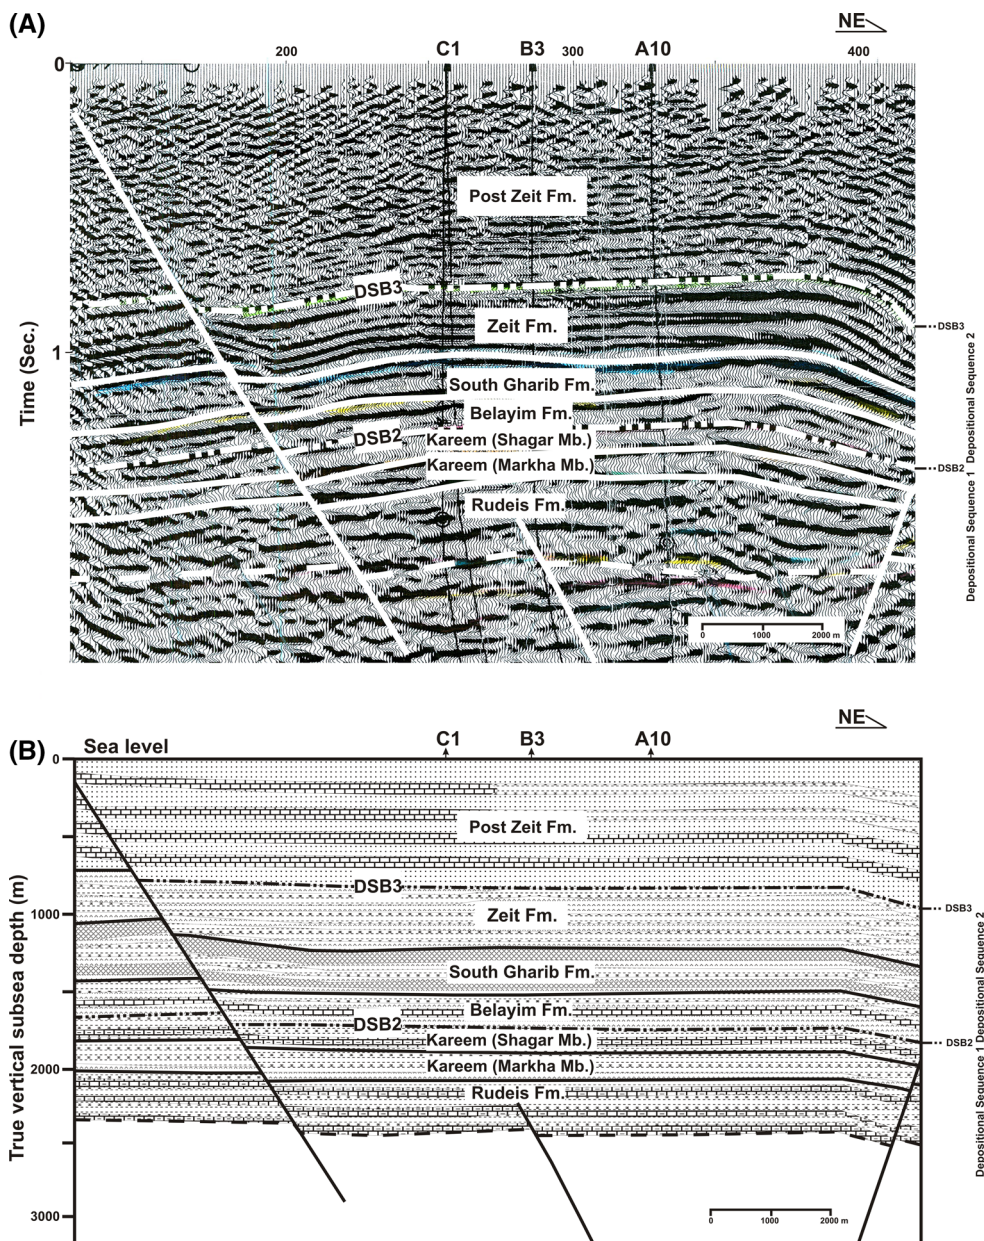 (A)
NE
200 C1 B3 300 A10 400
0
Post Zeit Fm.
DSB3
Zeit Fm.
DSB3
1
South Gharib Fm.
Belayim Fm.
DSB2
Kareem (Shagar Mb.)
Kareem (Markha Mb.)
DSB2
Rudeis Fm.
0 1000 2000 m
Time (Sec.)
Depositional Sequence 1 Depositional Sequence 2
(B)
NE
Sea level C1 B3 A10
0
Post Zeit Fm.
DSB3
DSB3
1000
Zeit Fm.
South Gharib Fm.
Belayim Fm.
DSB2
Kareem (Shagar Mb.)
DSB2
2000
Kareem (Markha Mb.)
Rudeis Fm.
3000
0 1000 2000 m
True vertical subsea depth (m)
Depositional Sequence 1 Depositional Sequence 2